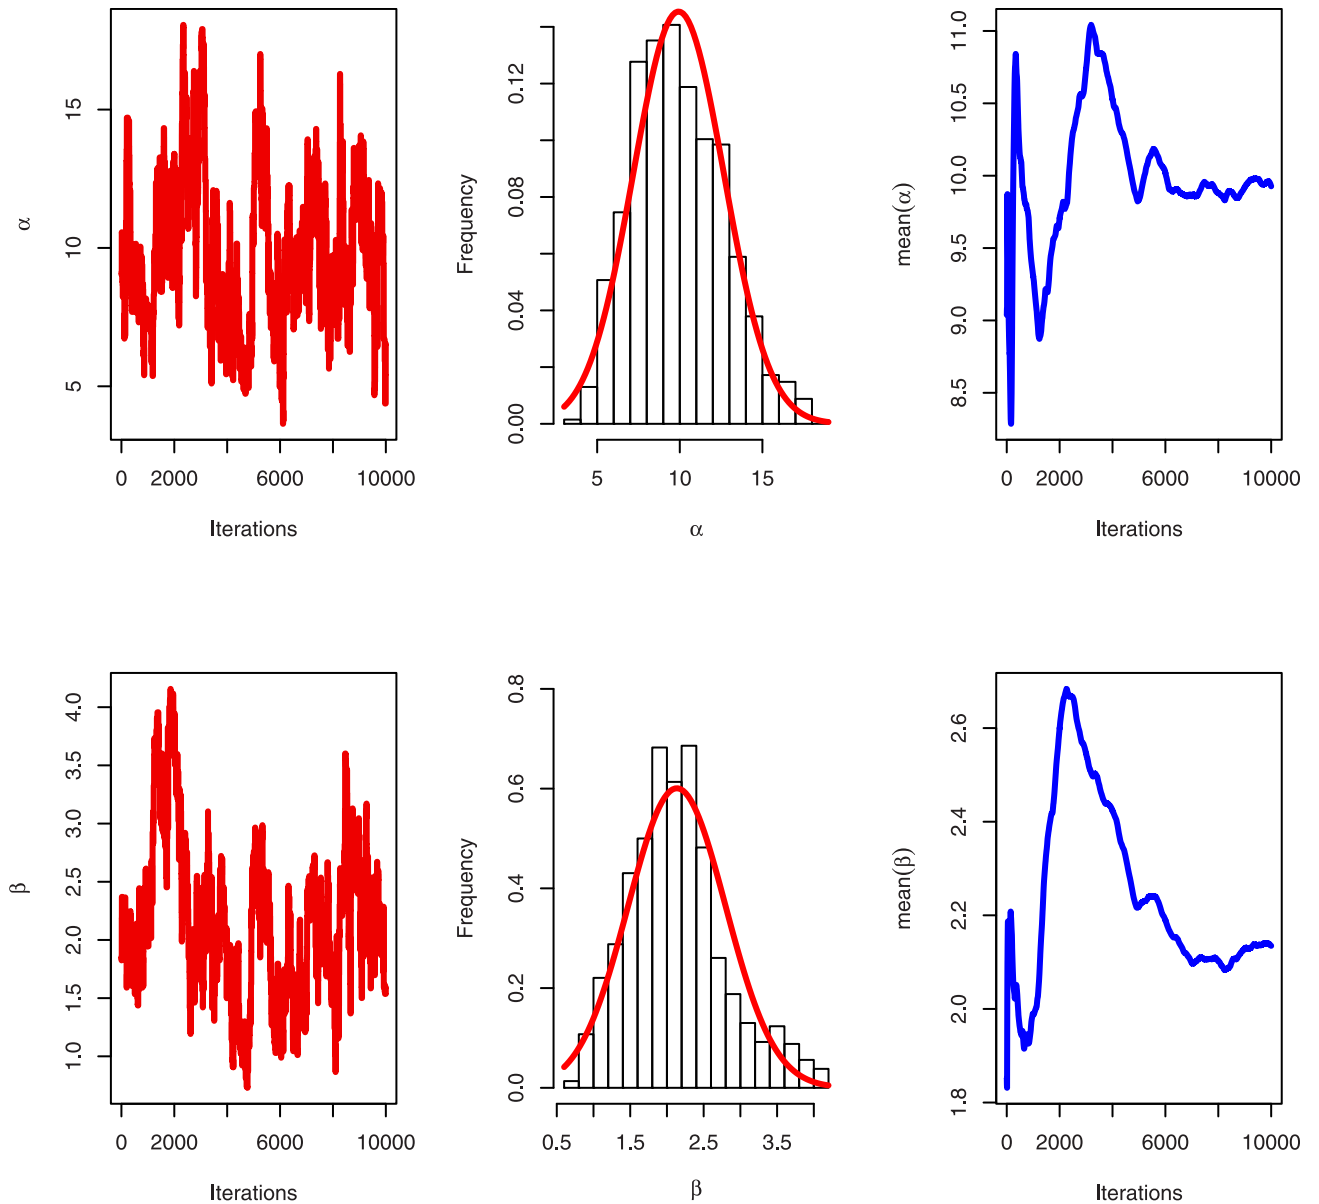 α
15
10
5
0 2000 6000 10000
Iterations
Frequency
0.12
0.08
0.04
0.00
5 10 15
α
mean(α)
11.0
10.5
10.0
9.5
9.0
8.5
0 2000 6000 10000
Iterations
β
4.0
3.5
3.0
2.5
2.0
1.5
1.0
0 2000 6000 10000
Iterations
Frequency
0.8
0.6
0.4
0.2
0.0
0.5 1.5 2.5 3.5
β
mean(β)
2.6
2.4
2.2
2.0
1.8
0 2000 6000 10000
Iterations